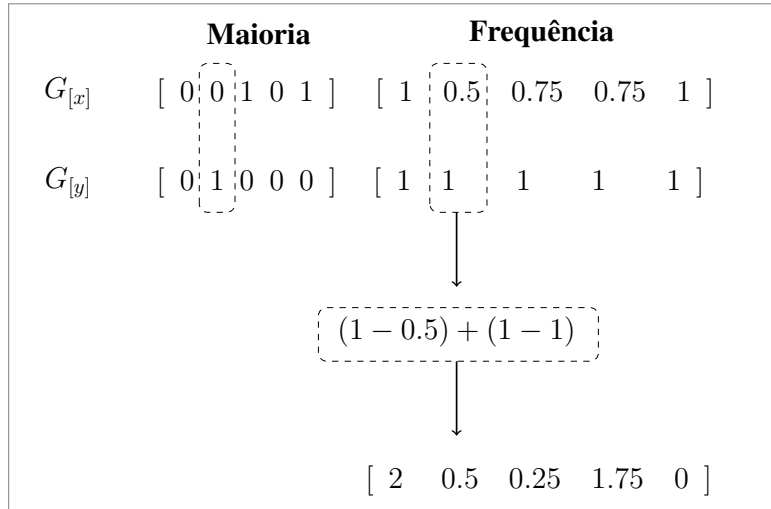 Maioria Frequência
G[x] [ 0 0 1 0 1 ] [ 1 0.5 0.75 0.75 1 ]
G[y] [ 0 1 0 0 0 ] [ 1 1 1 1 1 ]
(1 − 0.5) + (1 − 1)
[ 2 0.5 0.25 1.75 0 ]